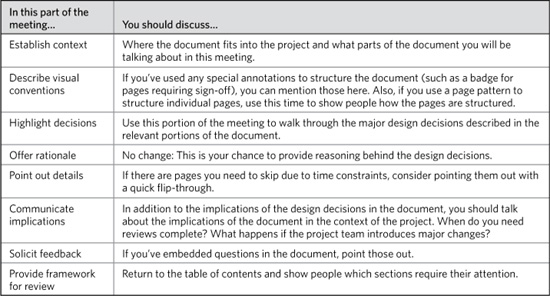 In this part of the
meeting...
You should discuss...
Establish context
Where the document fits into the project and what parts of the document you will be
talking about in this meeting.
Describe visual
conventions
If you've used any special annotations to structure the document (such as a badge for
pages requiring sign-off), you can mention those here. Also, if you use a page pattern to
structure individual pages, use this time to show people how the pages are structured.
Highlight decisions
Use this portion of the meeting to walk through the major design decisions described in the
relevant portions of the document.
Offer rationale
No change: This is your chance to provide reasoning behind the design decisions.
Point out details
If there are pages you need to skip due to time constraints, consider pointing them out with
a quick flip-through.
Communicate
implications
In addition to the implications of the design decisions in the document, you should talk
about the implications of the document in the context of the project. When do you need
reviews complete? What happens if the project team introduces major changes?
Solicit feedback
If you've embedded questions in the document, point those out.
Provide framework
for review
Return to the table of contents and show people which sections require their attention.